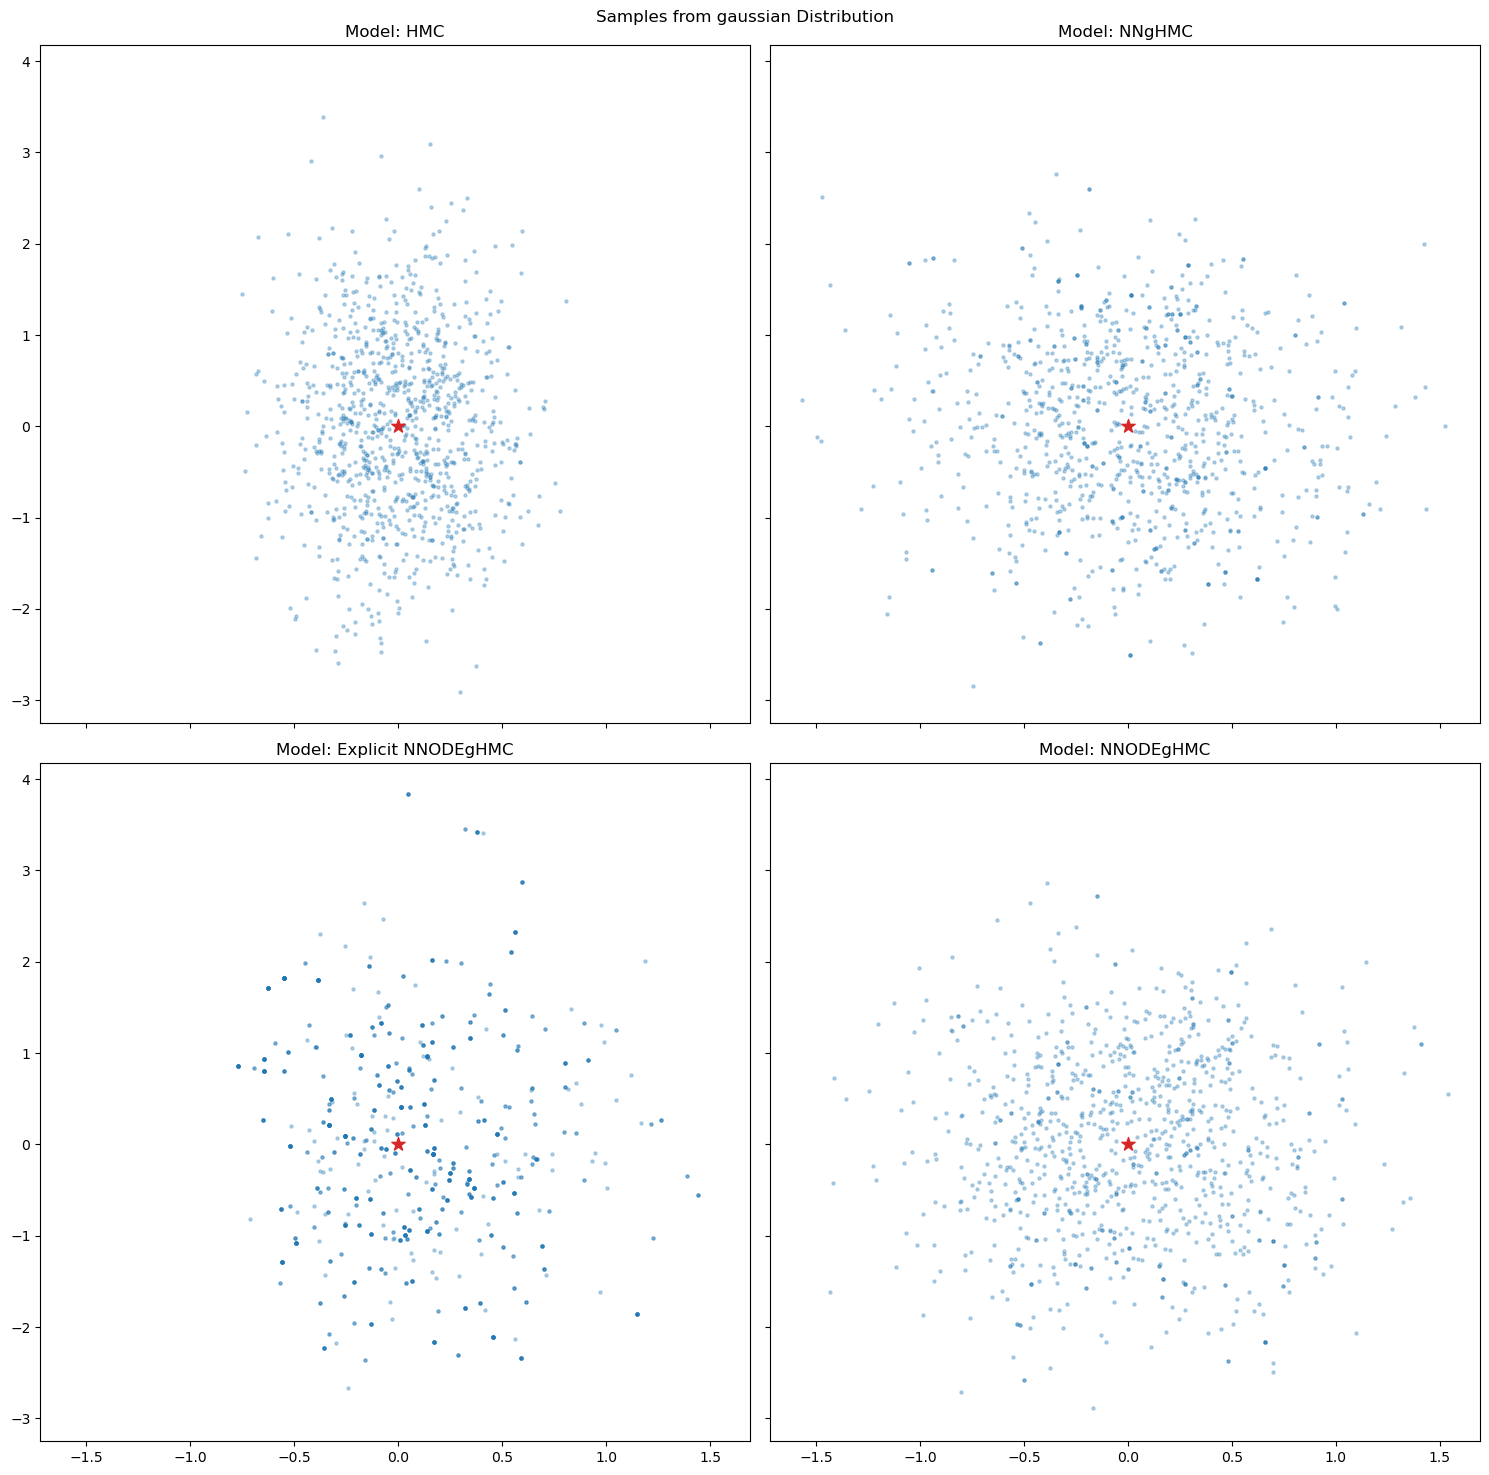 Samples from gaussian Distribution
Model: HMC
Model: NNgHMC
4
3
2
1
0
−1
−2
−3
Model: Explicit NNODEgHMC
Model: NNODEgHMC
4
3
2
1
0
−1
−2
−3
−1.5 −1.0 −0.5 0.0 0.5 1.0 1.5
−1.5 −1.0 −0.5 0.0 0.5 1.0 1.5